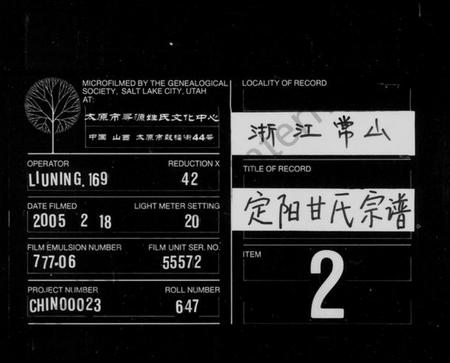 MICROFILMED BY THE GENEALOGICAL
SOCIETY, SALT LAKE CITY, UTAH
AT:
太原市寻源姓氏文化中心
中国 山西 太原市鼓楼街44号
OPERATOR
LIUNING, 169
REDUCTION X
42
DATE FILMED
2005 2 18
LIGHT METER SETTING
20
FILM EMULSION NUMBER
777-06
FILM UNIT SER. NO.
55572
PROJECT NUMBER
CHINO0023
ROLL NUMBER
647
LOCALITY OF RECORD
浙江常山
TITLE OF RECORD
定阳甘氏宗谱
ITEM
2